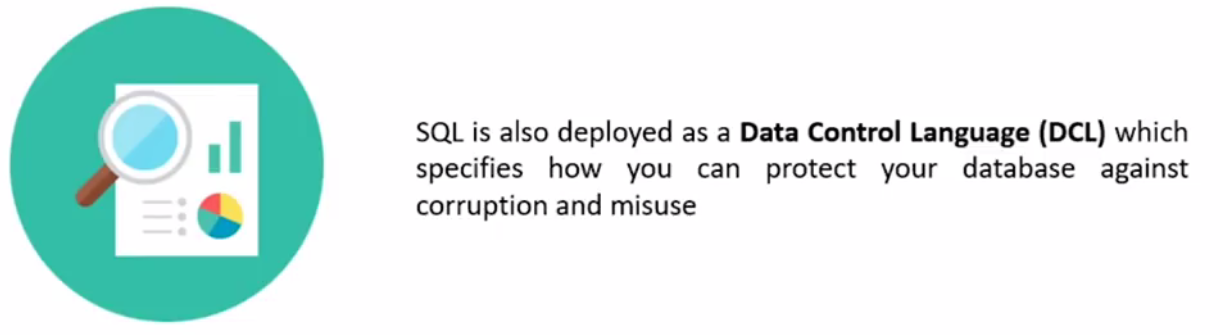 SQL is also deployed as a Data Control Language (DCL) which
specifies how you can protect your database against
corruption and misuse